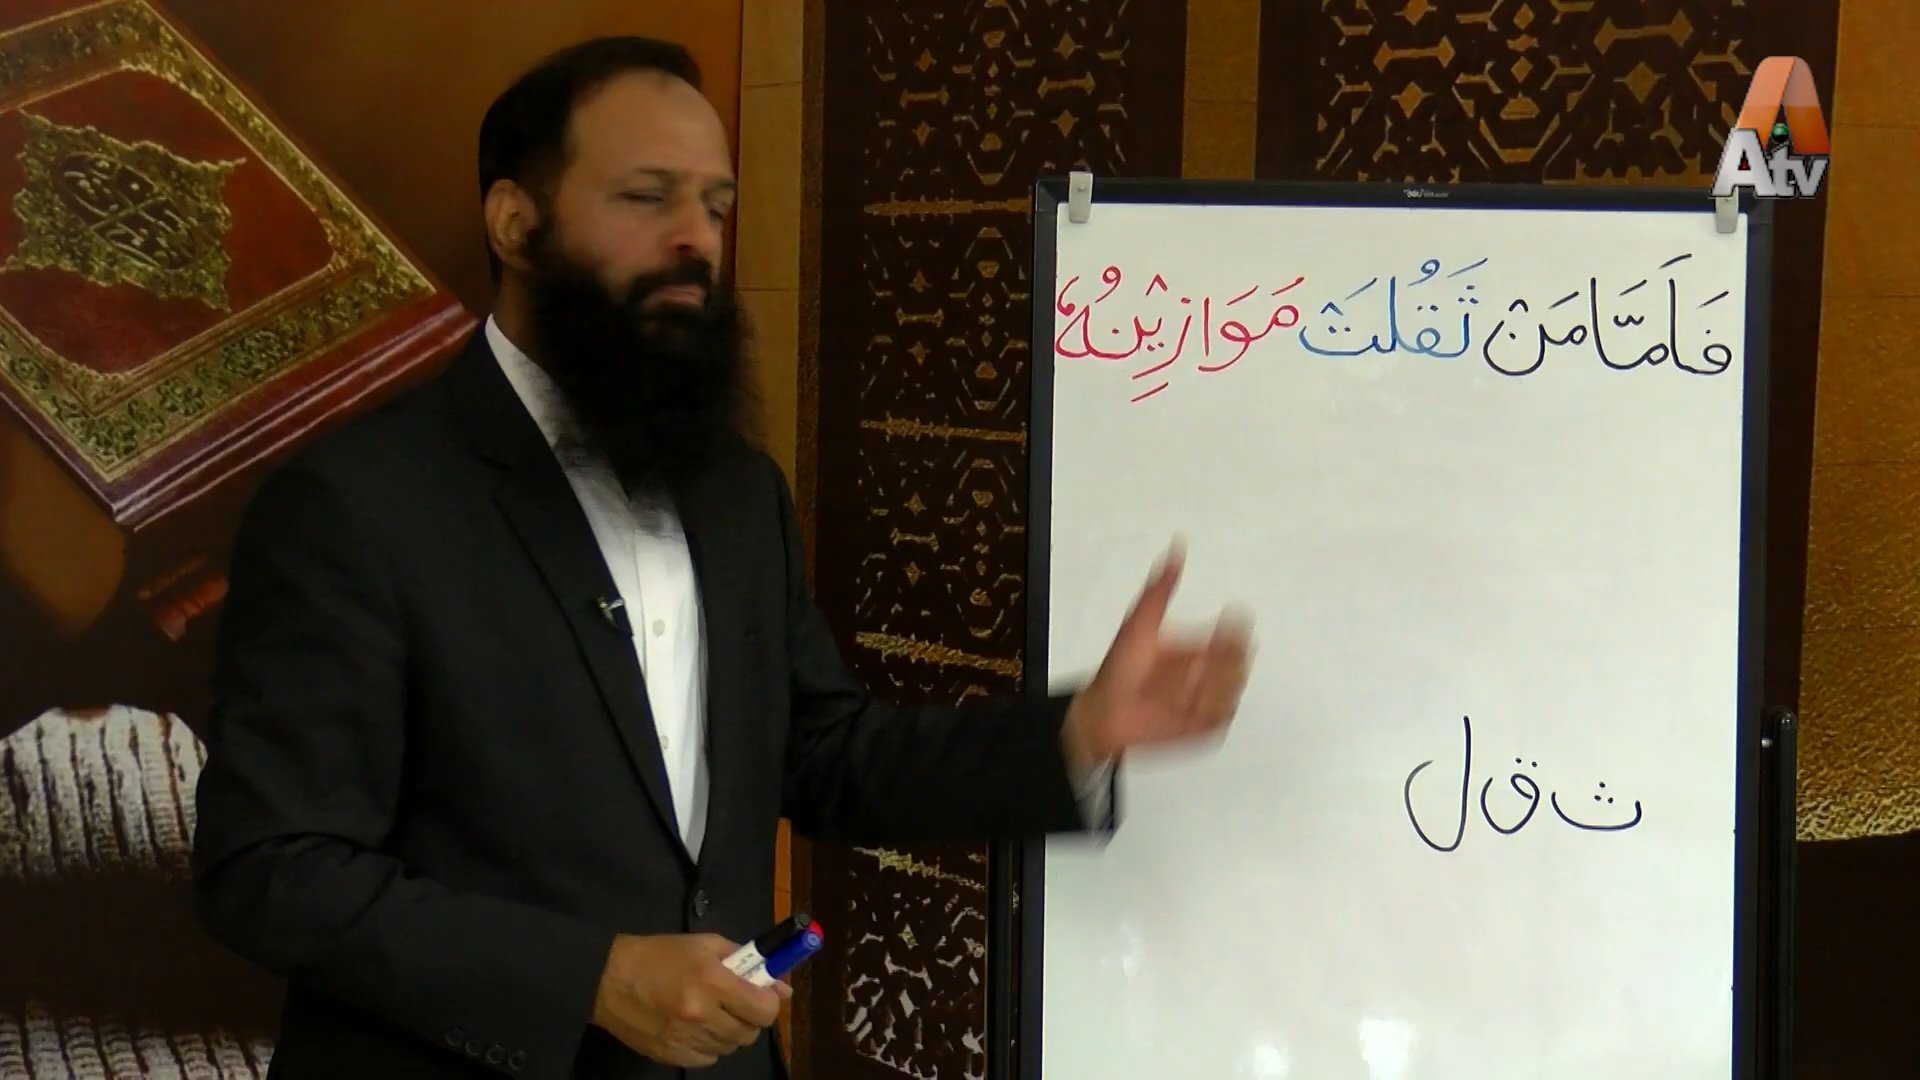 فَاَمَّا مَنْ ثَقُلَتْ مَوَازِيْنُهٗ
ث ق ل
Atv